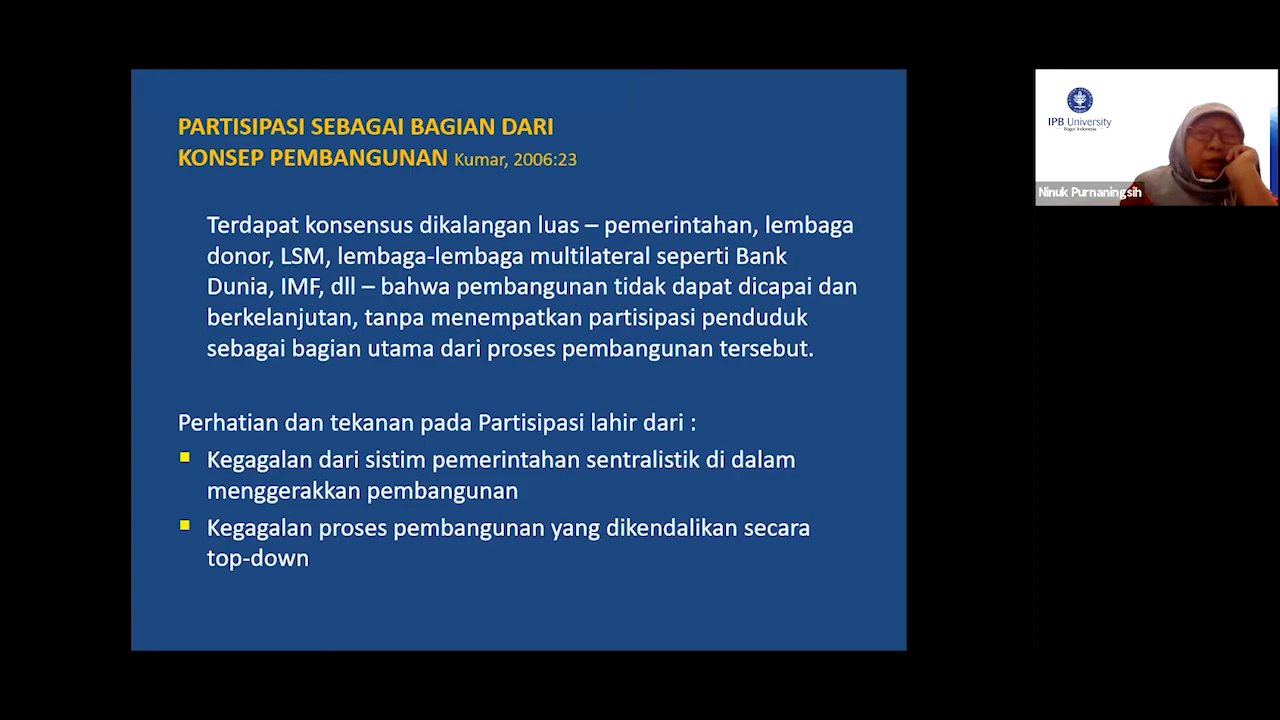 PARTISIPASI SEBAGAI BAGIAN DARI
KONSEP PEMBANGUNAN Kumar, 2006:23
Terdapat konsensus dikalangan luas – pemerintahan, lembaga
donor, LSM, lembaga-lembaga multilateral seperti Bank
Dunia, IMF, dll – bahwa pembangunan tidak dapat dicapai dan
berkelanjutan, tanpa menempatkan partisipasi penduduk
sebagai bagian utama dari proses pembangunan tersebut.
Perhatian dan tekanan pada Partisipasi lahir dari :
Kegagalan dari sistim pemerintahan sentralistik di dalam
menggerakkan pembangunan
Kegagalan proses pembangunan yang dikendalikan secara
top-down
IPB University
Bogor Indonesia
Ninuk Purnaningsih